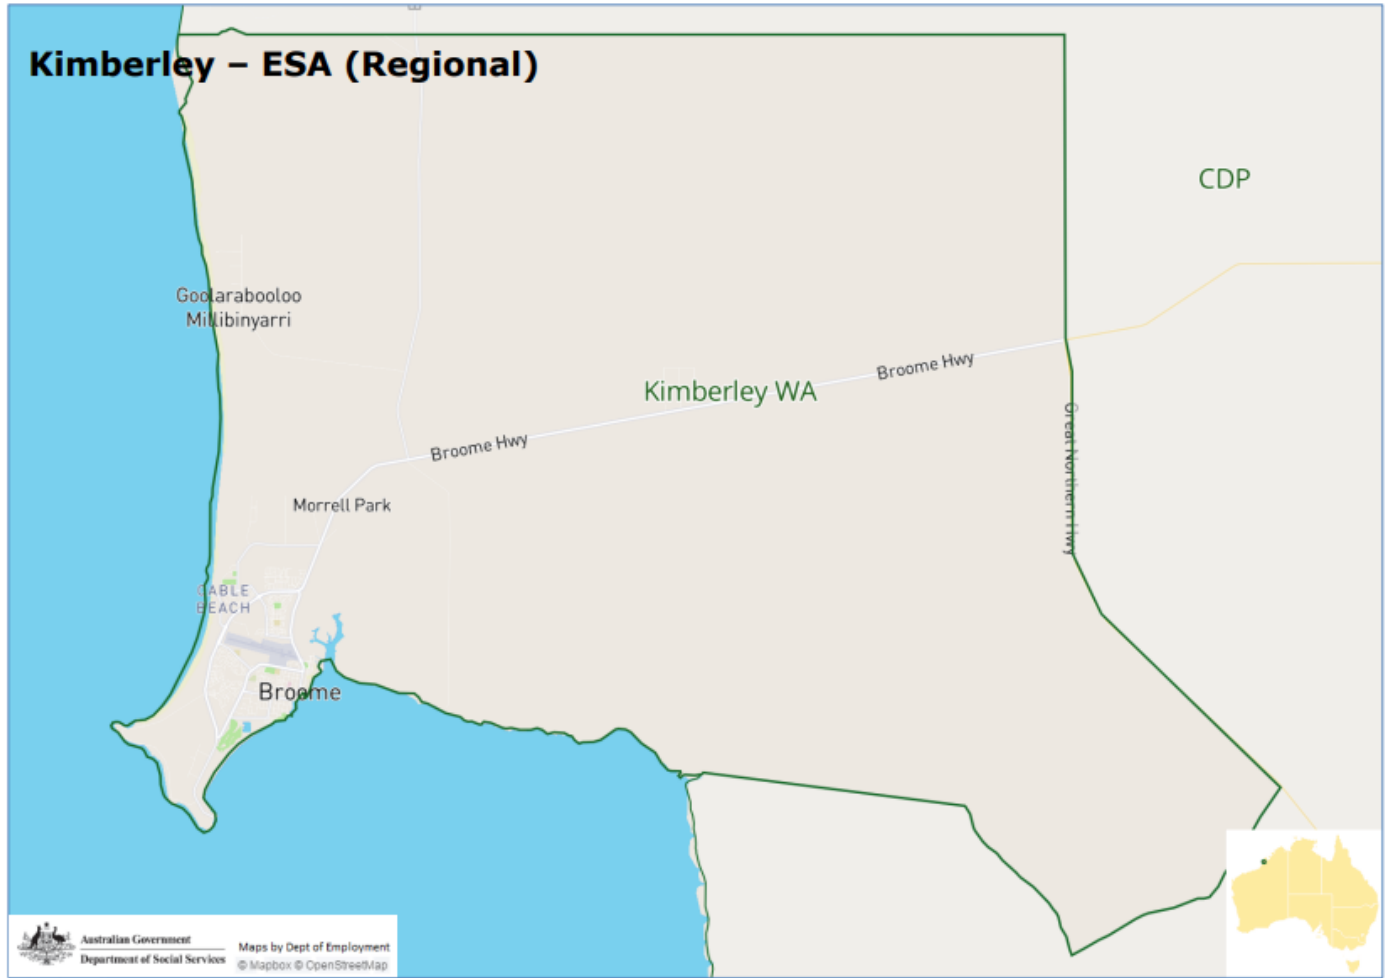 Kimberley – ESA (Regional)
CDP
Goolarabooloo
Millibinyarri
Broome Hwy
Kimberley WA
Great Northern Hwy
Broome Hwy
Morrell Park
CABLE
BEACH
Broome
Australian Government
Department of Social Services
Maps by Dept of Employment
© Mapbox © OpenStreetMap